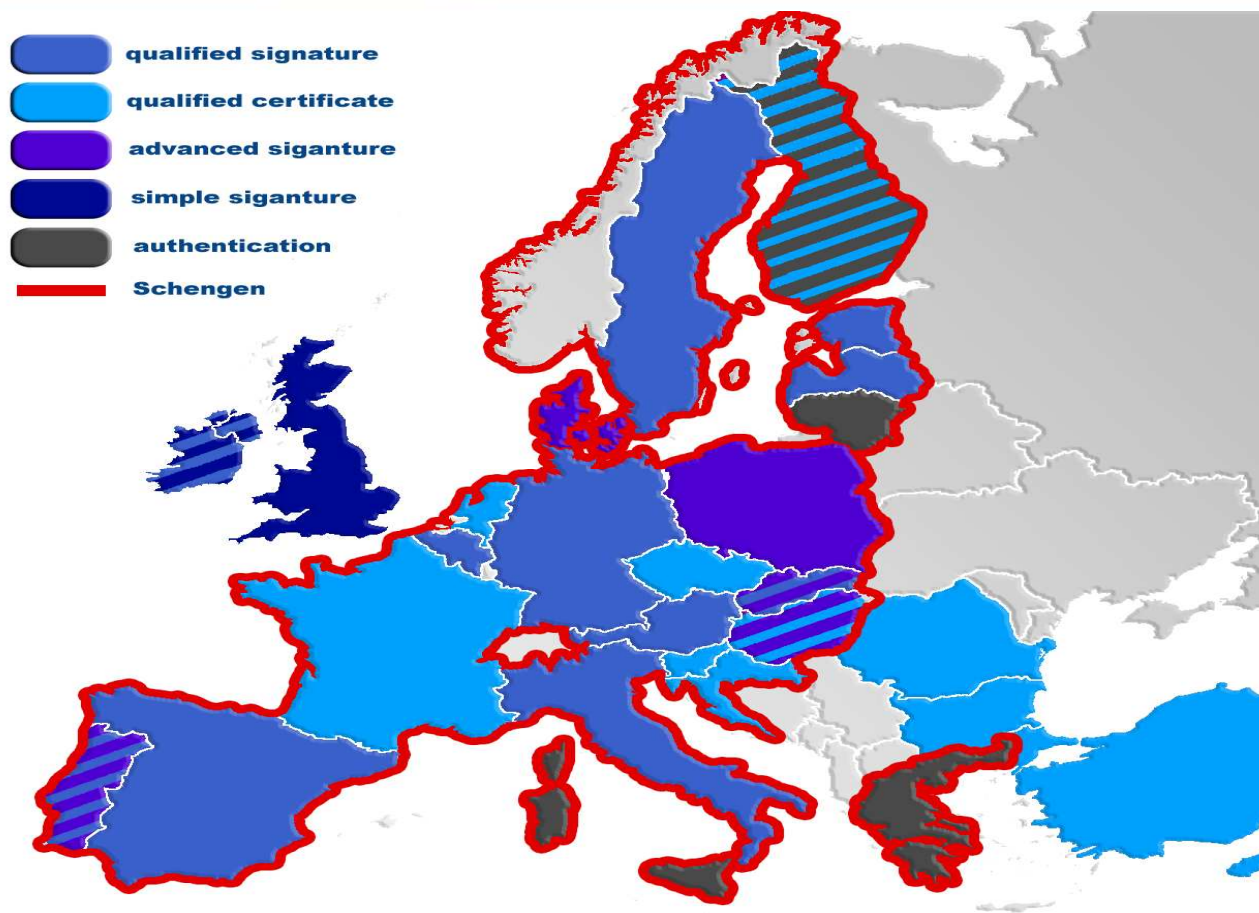 qualified signature
qualified certificate
advanced siganture
simple siganture
authentication
Schengen